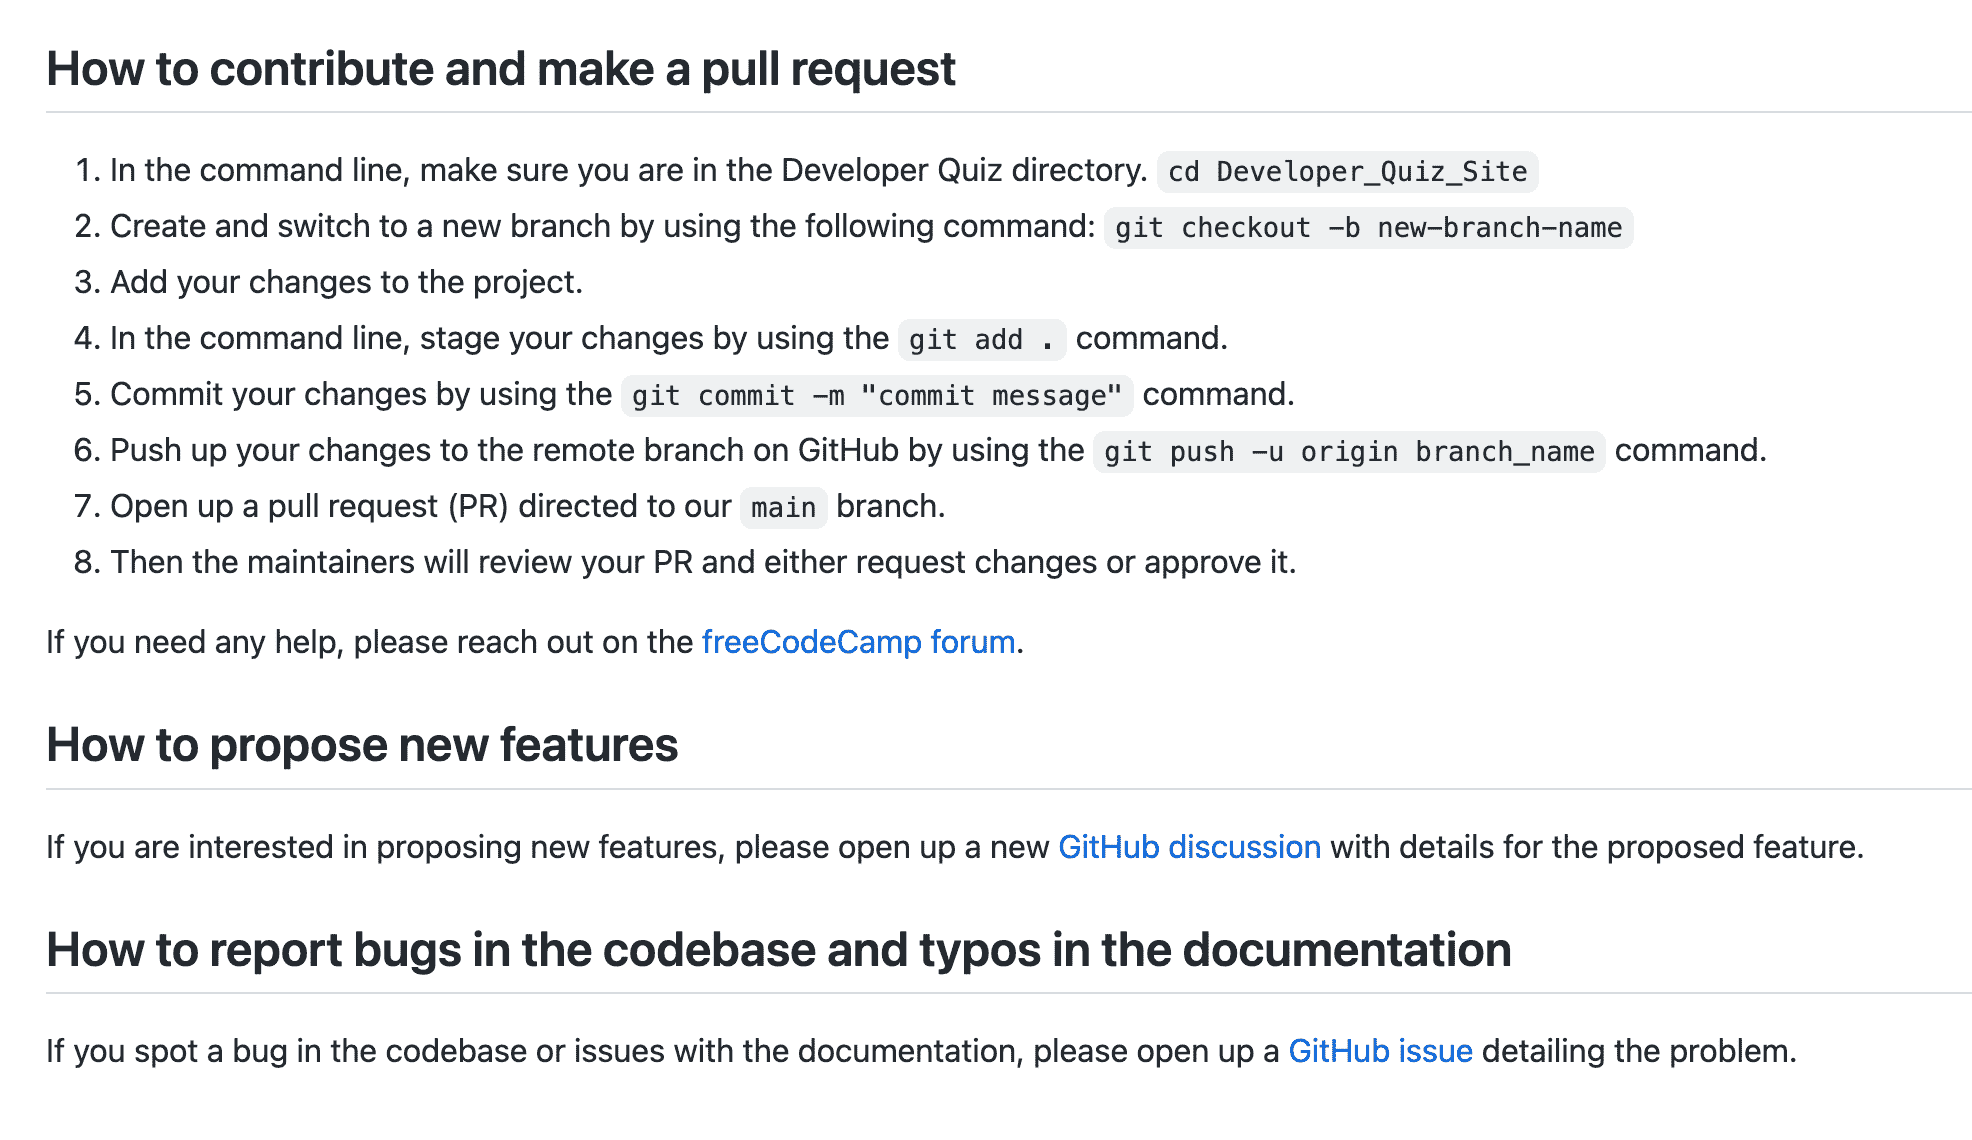 How to contribute and make a pull request
1. In the command line, make sure you are in the Developer Quiz directory. cd Developer_Quiz_Site
2. Create and switch to a new branch by using the following command: git checkout -b new-branch-name
3. Add your changes to the project.
4. In the command line, stage your changes by using the git add . command.
5. Commit your changes by using the git commit -m "commit message" command.
6. Push up your changes to the remote branch on GitHub by using the git push -u origin branch_name command.
7. Open up a pull request (PR) directed to our main branch.
8. Then the maintainers will review your PR and either request changes or approve it.
If you need any help, please reach out on the freeCodeCamp forum.
How to propose new features
If you are interested in proposing new features, please open up a new GitHub discussion with details for the proposed feature.
How to report bugs in the codebase and typos in the documentation
If you spot a bug in the codebase or issues with the documentation, please open up a GitHub issue detailing the problem.